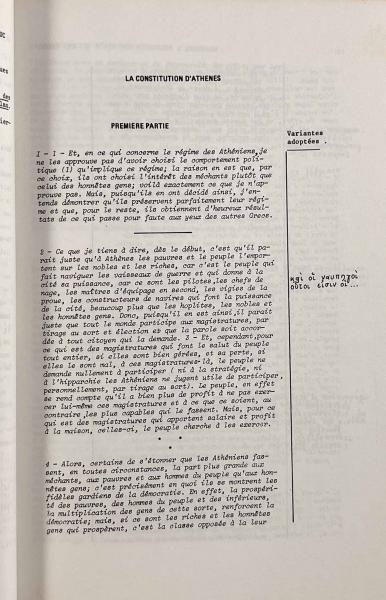 LA CONSTITUTION D'ATHENES
PREMIERE PARTIE
Variantes
adoptées .
I - 1 - Et, en ce qui concerne le régime des Athéniens, je
ne les approuve pas d'avoir choisi le comportement poli-
tique (1) qu'implique ce régime; la raison en est que, par
ce choix, ils ont choisi l'intérêt des méchants plutôt que
celui des honnêtes gens; voilà exactement ce que je n'ap-
prouve pas. Mais, puisqu'ils en ont décidé ainsi, j'en-
tends démontrer qu'ils préservent parfaitement leur régi-
me et que, pour le reste, ils obtiennent d'heureux résul-
tats de ce qui passe pour faute aux yeux des autres Grecs.
2 - Ce que je tiens à dire, dès le début, c'est qu'il pa-
raît juste qu'à Athènes les pauvres et le peuple l'empor-
tent sur les nobles et les riches, car c'est le peuple qui
fait naviguer les vaisseaux de guerre et qui donne à la
cité sa puissance, car ce sont les pilotes, les chefs de
nage, les maîtres d'équipage en second, les vigies de la
proue, les constructeurs de navires qui font la puissance
de la cité, beaucoup plus que les hoplites, les nobles et
les honnêtes gens. Donc, puisqu'il en est ainsi, il paraît
juste que tout le monde participe aux magistratures, par
tirage au sort et élection et que la parole soit accor-
dée à tout citoyen qui la demande. 3 - Et, cependant, pour
ce qui est des magistratures qui font le salut du peuple
tout entier, si elles sont bien gérées, et sa perte, si
elles le sont mal, à ces magistratures-là, le peuple ne
demande nullement à participer ( ni à la stratégie, ni
à l'hipparchie les Athéniens ne jugent utile de participer,
personnellement, par tirage au sort). Le peuple, en effet
se rend compte qu'il a bien plus de profit à ne pas exer-
cer lui-même ces magistratures et à ce que ce soient, au
contraire, les plus capables qui le fassent. Mais, pour ce
qui est des magistratures qui apportent salaire et profit
à la maison, celles-ci, le peuple cherche à les exercer.
* * *
4 - Alors, certains de s'étonner que les Athéniens fas-
sent, en toutes circonstances, la part plus grande aux
méchants, aux pauvres et aux hommes du peuple qu'aux hon-
nêtes gens; c'est précisément en quoi ils se montrent les
fidèles gardiens de la démocratie. En effet, la prospéri-
té des pauvres, des hommes du peuple et des inférieurs,
la multiplication des gens de cette sorte, renforcent la
démocratie; mais, si ce sont les riches et les honnêtes
gens qui prospèrent, c'est la classe opposée à la leur
καὶ οἱ ναυπηγοί
οὗτοί εἰσιν οἱ...